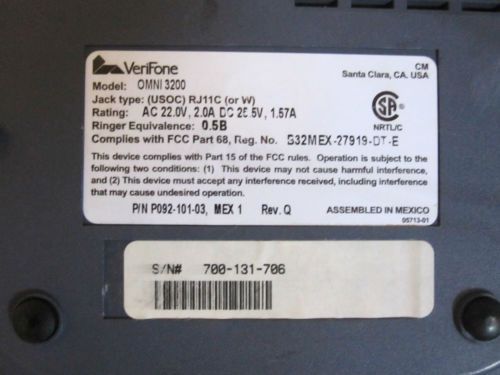 VeriFone
CM
Santa Clara, CA. USA
Model: OMNI 3200
Jack type: (USOC) RJ11C (or W)
Rating: AC 22.0V, 2.0A DC 26.5V, 1.57A
Ringer Equivalence: 0.5B
Complies with FCC Part 68, Reg. No. B32MEX-27919-DT-E
SA
NRTL/C
This device complies with Part 15 of the FCC rules. Operation is subject to the
following two conditions: (1) This device may not cause harmful interference,
and (2) This device must accept any interference received, including interference
that may cause undesired operation.
P/N P092-101-03, MEX 1 Rev. Q
ASSEMBLED IN MEXICO
05713-01
S/N# 700-131-706